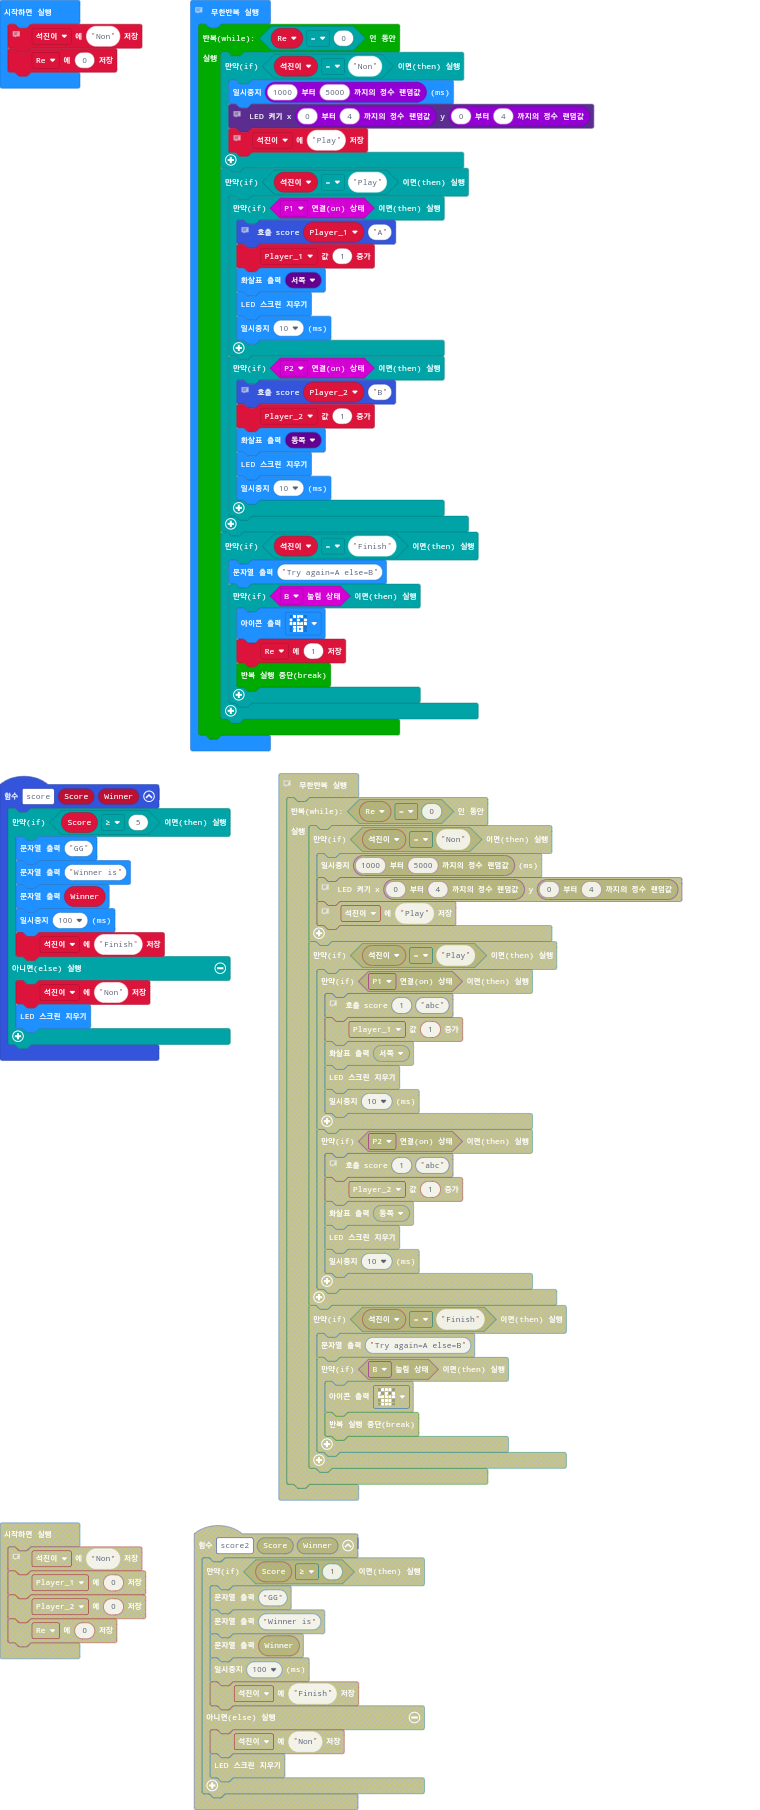 시작하면 실행
석진이 에 "Non" 저장
Re 에 0 저장
무한반복 실행
반복(while): Re = 0 인 동안
실행
만약(if) 석진이 = "Non" 이면(then) 실행
일시중지 1000 부터 5000 까지의 정수 랜덤값 (ms)
LED 켜기 x 0 부터 4 까지의 정수 랜덤값 y 0 부터 4 까지의 정수 랜덤값
석진이 에 "Play" 저장
만약(if) 석진이 = "Play" 이면(then) 실행
만약(if) P1 연결(on) 상태 이면(then) 실행
호출 score Player_1 "A"
Player_1 값 1 증가
화살표 출력 서쪽
LED 스크린 지우기
일시중지 10 (ms)
만약(if) P2 연결(on) 상태 이면(then) 실행
호출 score Player_2 "B"
Player_2 값 1 증가
화살표 출력 동쪽
LED 스크린 지우기
일시중지 10 (ms)
만약(if) 석진이 = "Finish" 이면(then) 실행
문자열 출력 "Try again=A else=B"
만약(if) B 눌림 상태 이면(then) 실행
아이콘 출력
Re 에 1 저장
반복 실행 중단(break)
함수 score Score Winner
만약(if) Score ≥ 5 이면(then) 실행
문자열 출력 "GG"
문자열 출력 "Winner is"
문자열 출력 Winner
일시중지 100 (ms)
석진이 에 "Finish" 저장
아니면(else) 실행
석진이 에 "Non" 저장
LED 스크린 지우기
무한반복 실행
반복(while): Re = 0 인 동안
실행
만약(if) 석진이 = "Non" 이면(then) 실행
일시중지 1000 부터 5000 까지의 정수 랜덤값 (ms)
LED 켜기 x 0 부터 4 까지의 정수 랜덤값 y 0 부터 4 까지의 정수 랜덤값
석진이 에 "Play" 저장
만약(if) 석진이 = "Play" 이면(then) 실행
만약(if) P1 연결(on) 상태 이면(then) 실행
호출 score 1 "abc"
Player_1 값 1 증가
화살표 출력 서쪽
LED 스크린 지우기
일시중지 10 (ms)
만약(if) P2 연결(on) 상태 이면(then) 실행
호출 score 1 "abc"
Player_2 값 1 증가
화살표 출력 동쪽
LED 스크린 지우기
일시중지 10 (ms)
만약(if) 석진이 = "Finish" 이면(then) 실행
문자열 출력 "Try again=A else=B"
만약(if) B 눌림 상태 이면(then) 실행
아이콘 출력
반복 실행 중단(break)
시작하면 실행
석진이 에 "Non" 저장
Player_1 에 0 저장
Player_2 에 0 저장
Re 에 0 저장
함수 score2 Score Winner
만약(if) Score ≥ 1 이면(then) 실행
문자열 출력 "GG"
문자열 출력 "Winner is"
문자열 출력 Winner
일시중지 100 (ms)
석진이 에 "Finish" 저장
아니면(else) 실행
석진이 에 "Non" 저장
LED 스크린 지우기